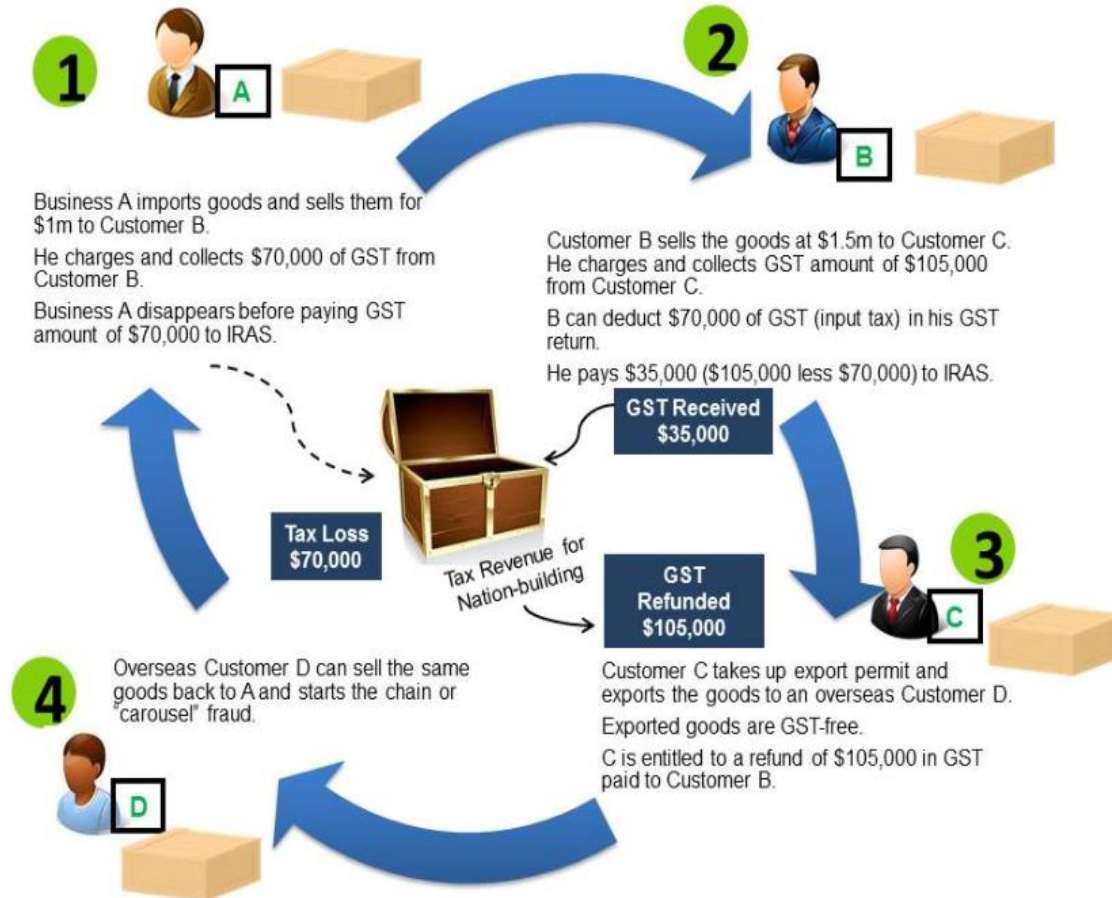 1
A
Business A imports goods and sells them for
$1m to Customer B.
He charges and collects $70,000 of GST from
Customer B.
Business A disappears before paying GST
amount of $70,000 to IRAS.
2
B
Customer B sells the goods at $1.5m to Customer C.
He charges and collects GST amount of $105,000
from Customer C.
B can deduct $70,000 of GST (input tax) in his GST
return.
He pays $35,000 ($105,000 less $70,000) to IRAS.
GST Received
$35,000
Tax Loss
$70,000
Tax Revenue for
Nation-building
GST
Refunded
$105,000
3
C
Customer C takes up export permit and
exports the goods to an overseas Customer D.
Exported goods are GST-free.
C is entitled to a refund of $105,000 in GST
paid to Customer B.
4
D
Overseas Customer D can sell the same
goods back to A and starts the chain or
"carousel" fraud.